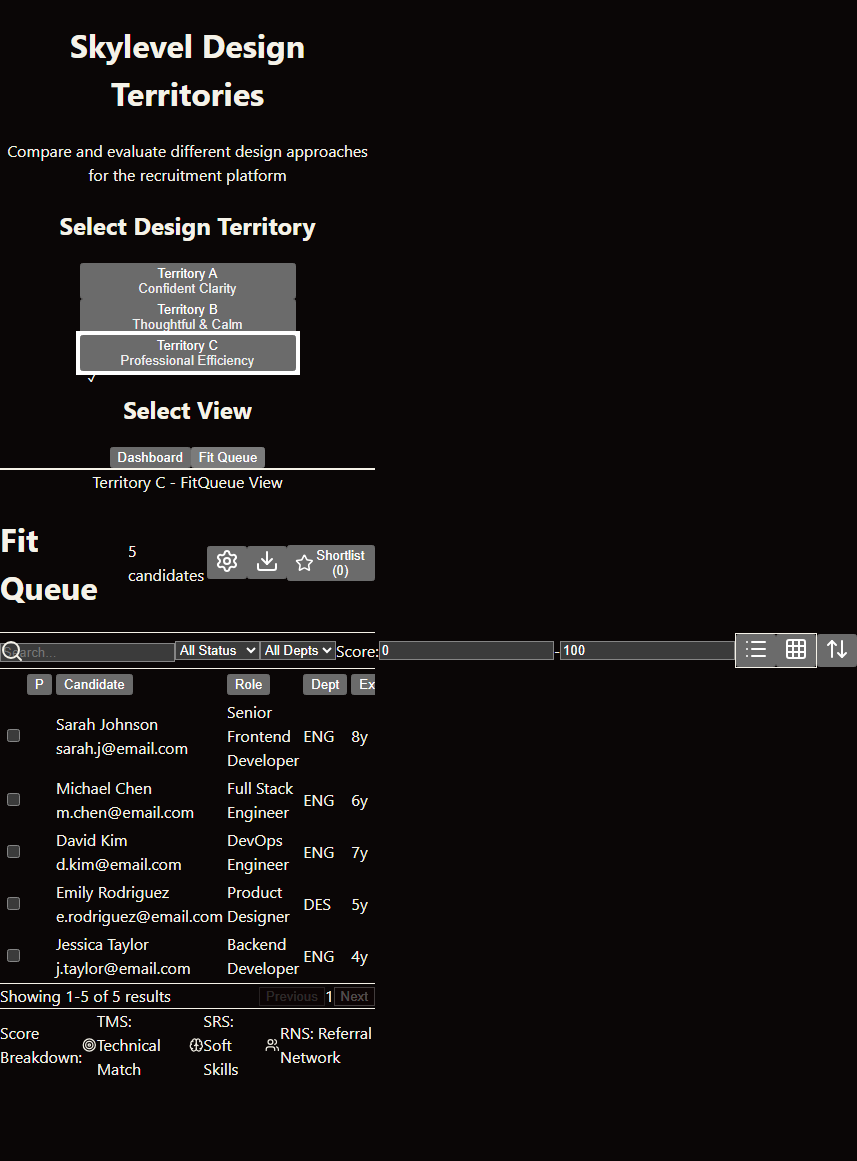 Skylevel Design
Territories
Compare and evaluate different design approaches
for the recruitment platform
Select Design Territory
Territory A
Confident Clarity
Territory B
Thoughtful & Calm
Territory C
Professional Efficiency
✓
Select View
Dashboard Fit Queue
Territory C - FitQueue View
Fit
Queue
5
candidates
Shortlist
(0)
Search... All Status All Depts Score: 0 - 100
P Candidate Role Dept Ex
Sarah Johnson
sarah.j@email.com
Senior
Frontend
Developer
ENG 8y
Michael Chen
m.chen@email.com
Full Stack
Engineer
ENG 6y
David Kim
d.kim@email.com
DevOps
Engineer
ENG 7y
Emily Rodriguez
e.rodriguez@email.com
Product
Designer
DES 5y
Jessica Taylor
j.taylor@email.com
Backend
Developer
ENG 4y
Showing 1-5 of 5 results Previous 1 Next
Score
Breakdown:
TMS:
Technical
Match
SRS:
Soft
Skills
RNS: Referral
Network